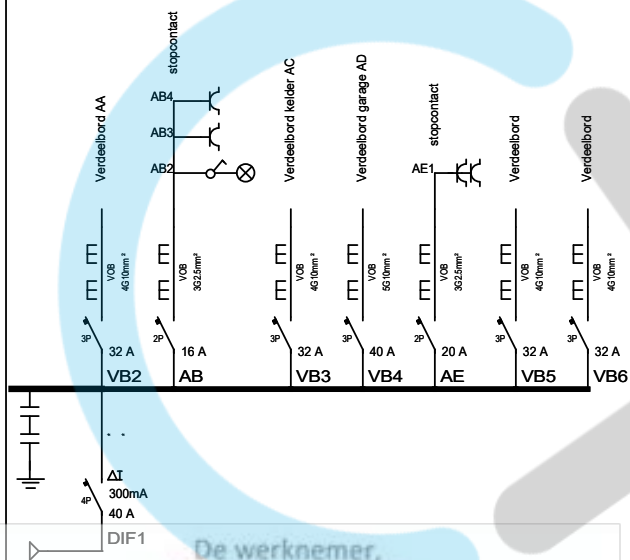 Verdeelbord AA
stopcontact
AB4
AB3
AB2
Verdeelbord kelder AC
Verdeelbord garage AD
stopcontact
AE1
Verdeelbord
Verdeelbord
VOB
4G10mm²
VOB
3G2.5mm²
VOB
4G10mm²
VOB
5G10mm²
VOB
3G2.5mm²
VOB
4G10mm²
VOB
4G10mm²
3P
32 A
2P
16 A
3P
32 A
3P
40 A
2P
20 A
3P
32 A
3P
32 A
VB2
AB
VB3
VB4
AE
VB5
VB6
ΔI
300mA
4P
40 A
DIF1
De werknemer,